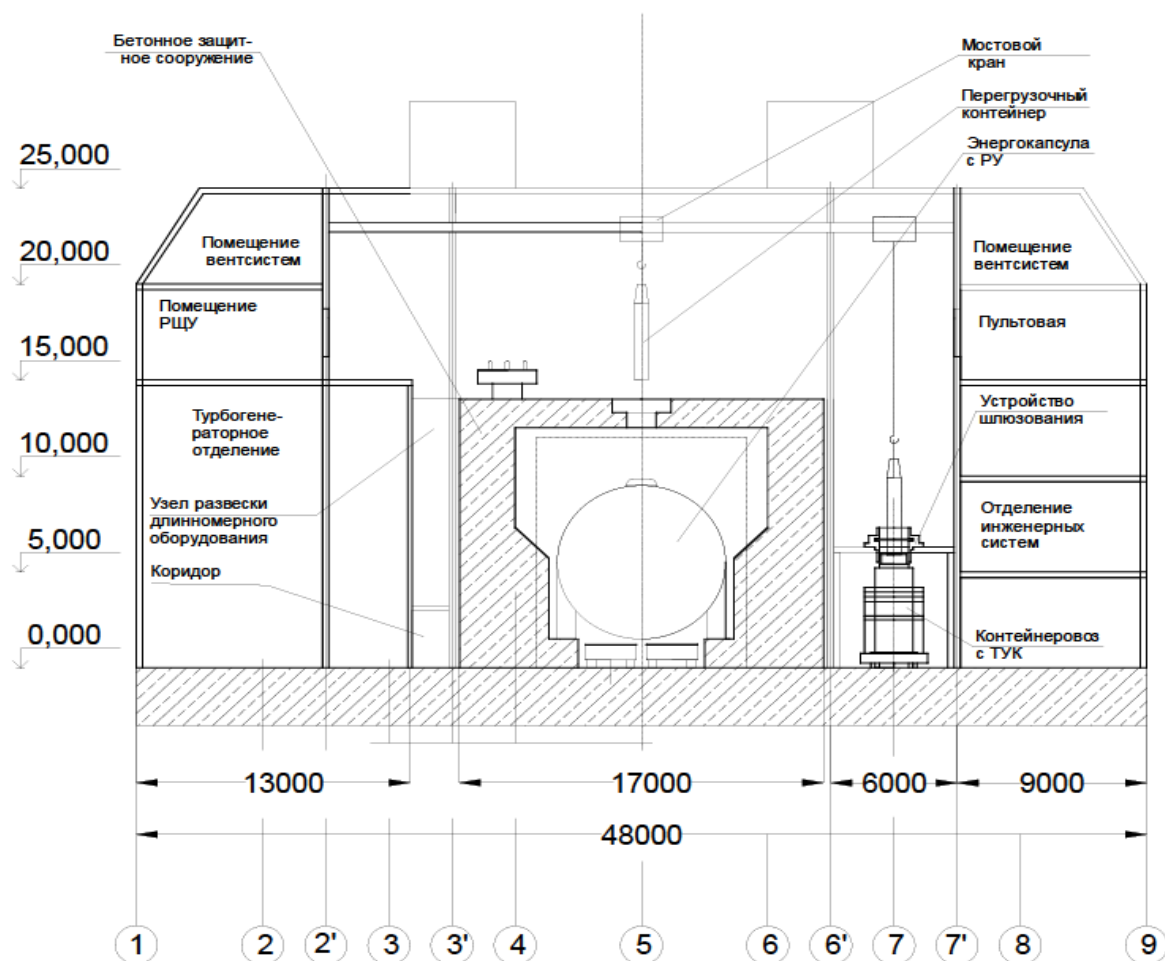 Бетонное защит-
ное сооружение
Мостовой
кран
Перегрузочный
контейнер
Энергокапсула
с РУ
25,000
20,000
15,000
10,000
5,000
0,000
Помещение
вентсистем
Помещение
РЩУ
Турбогене-
раторное
отделение
Узел развески
длинномерного
оборудования
Коридор
Помещение
вентсистем
Пультовая
Устройство
шлюзования
Отделение
инженерных
систем
Контейнеровоз
с ТУК
13000
17000
6000
9000
48000
1
2
2'
3
3'
4
5
6
6'
7
7'
8
9